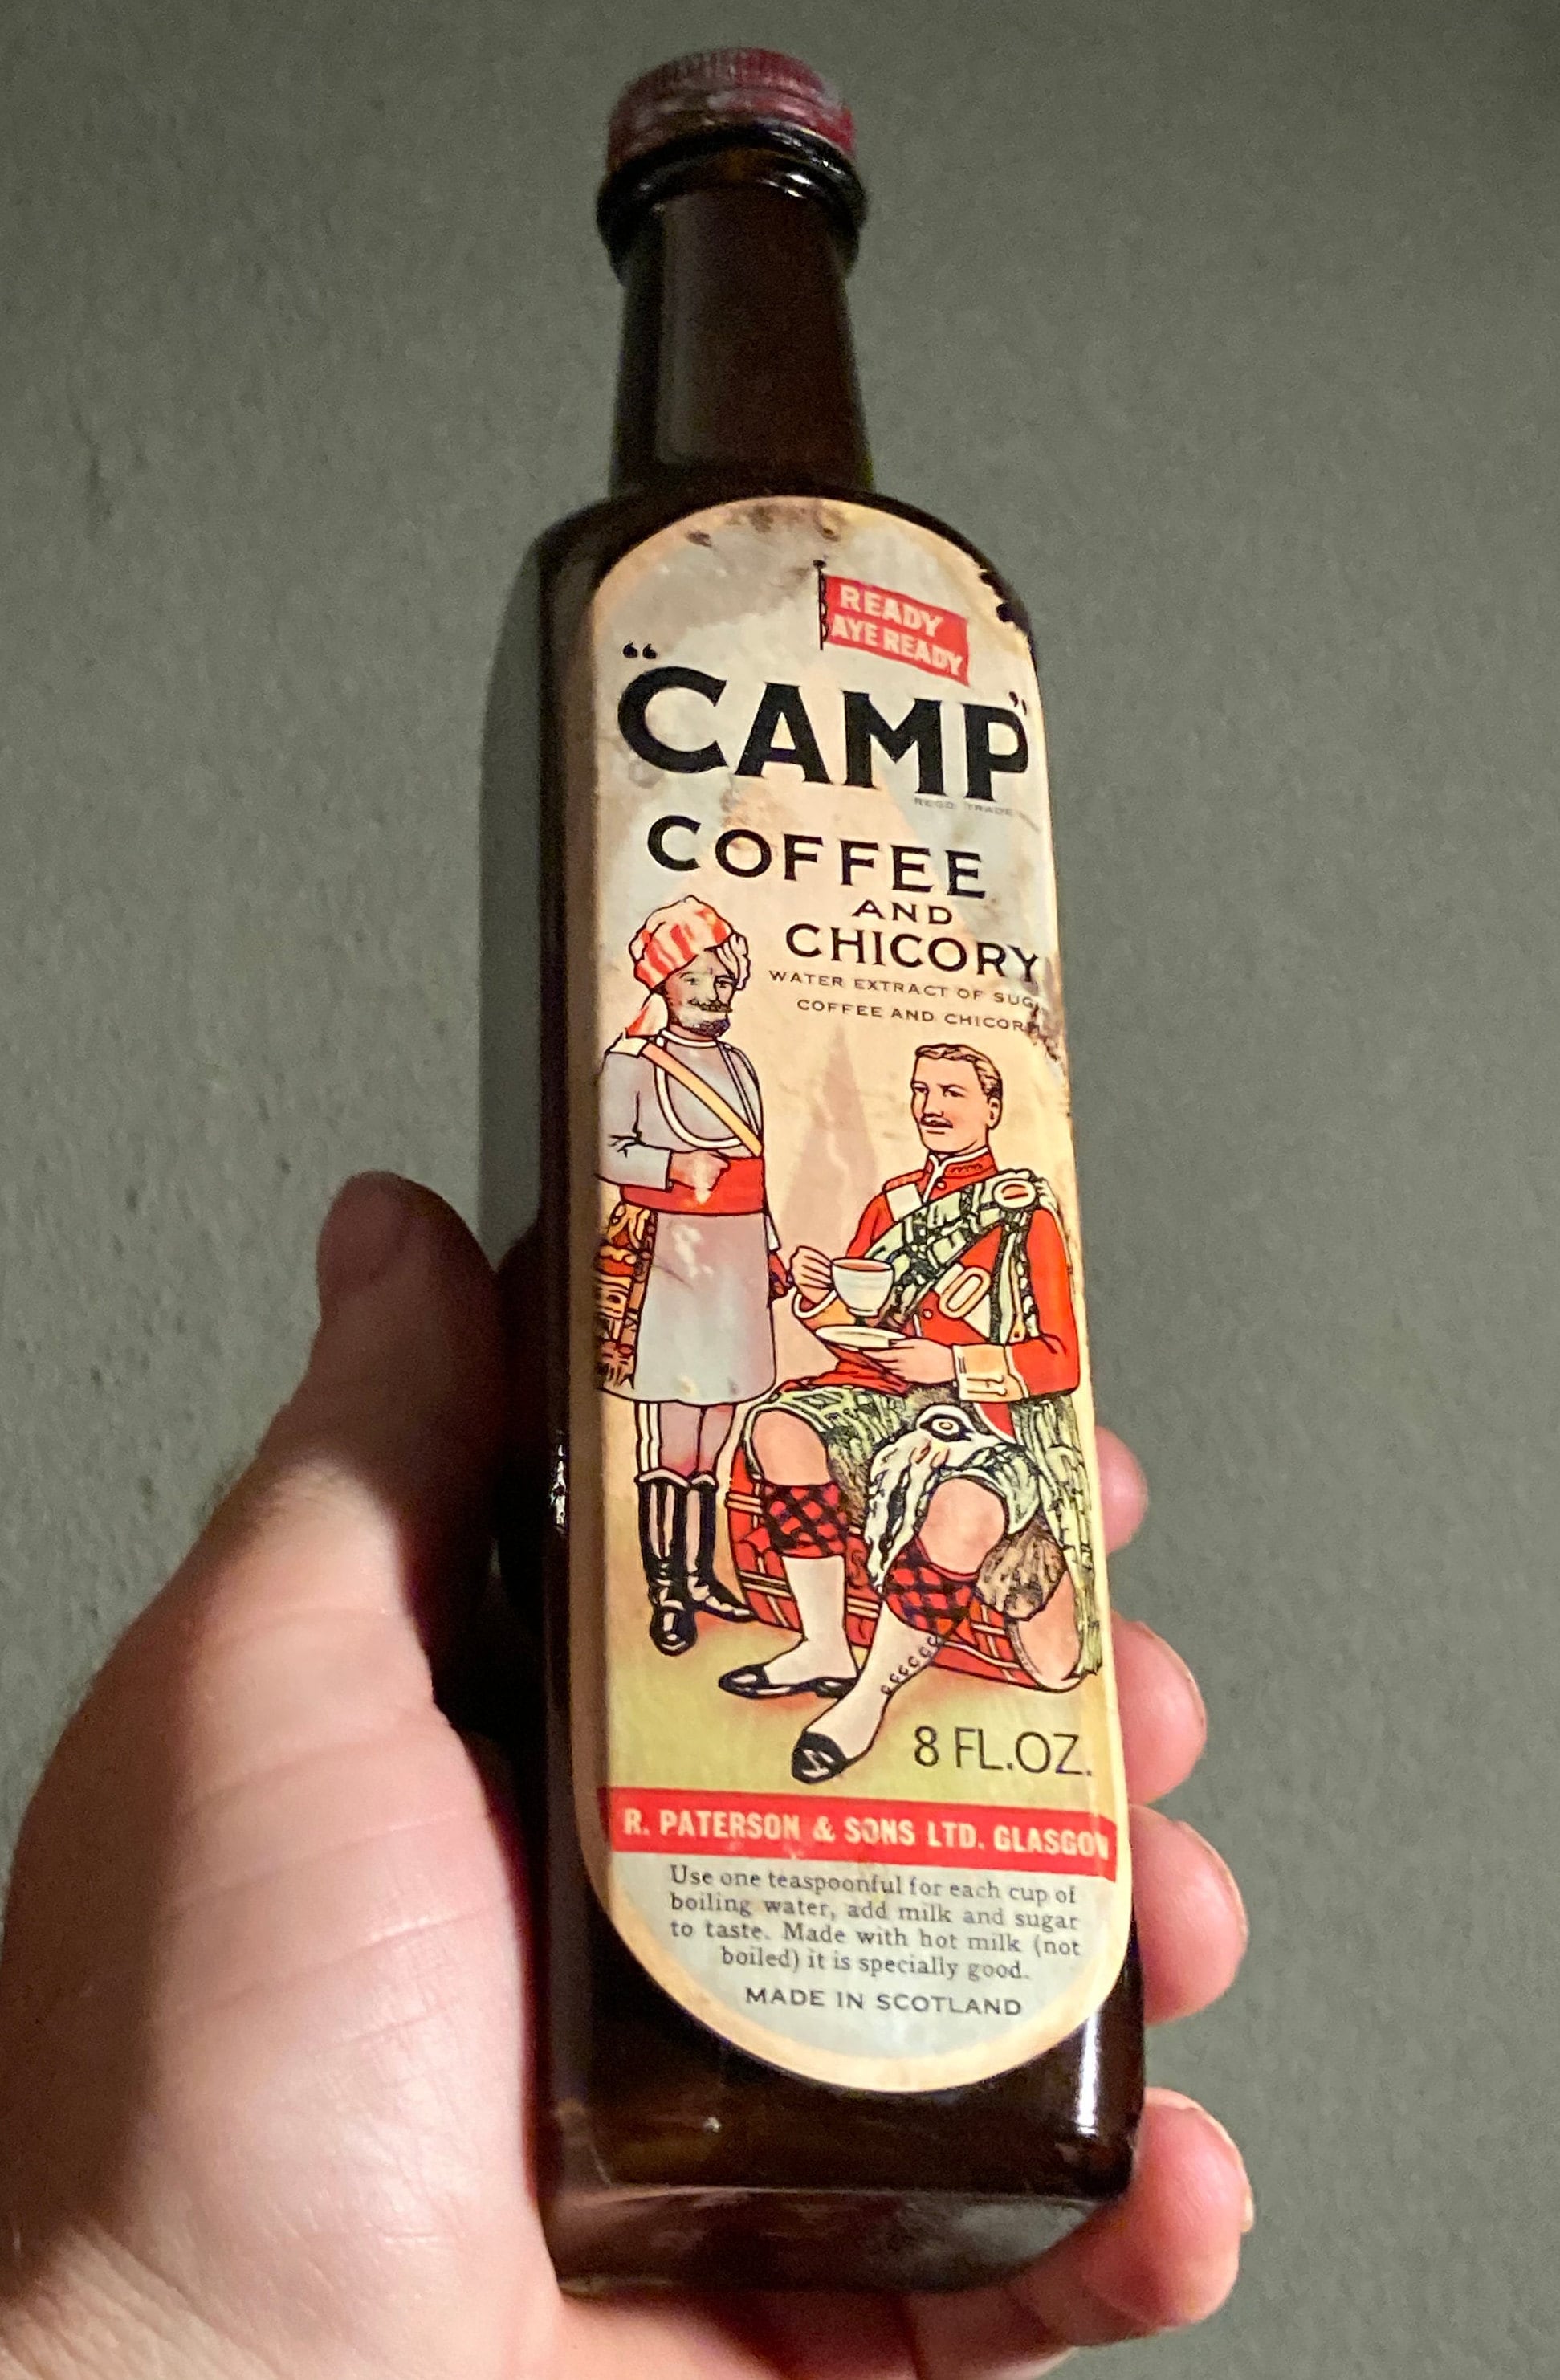 READY
AYE READY
"CAMP"
REGD. TRADE
COFFEE
AND
CHICORY
WATER EXTRACT OF
COFFEE AND
8 FL.OZ.
R. PATERSON & SONS LTD. GLASGOW
Use one teaspoonful for each cup of
boiling water, add milk and sugar
to taste. Made with hot milk (not
boiled) it is specially good.
MADE IN SCOTLAND